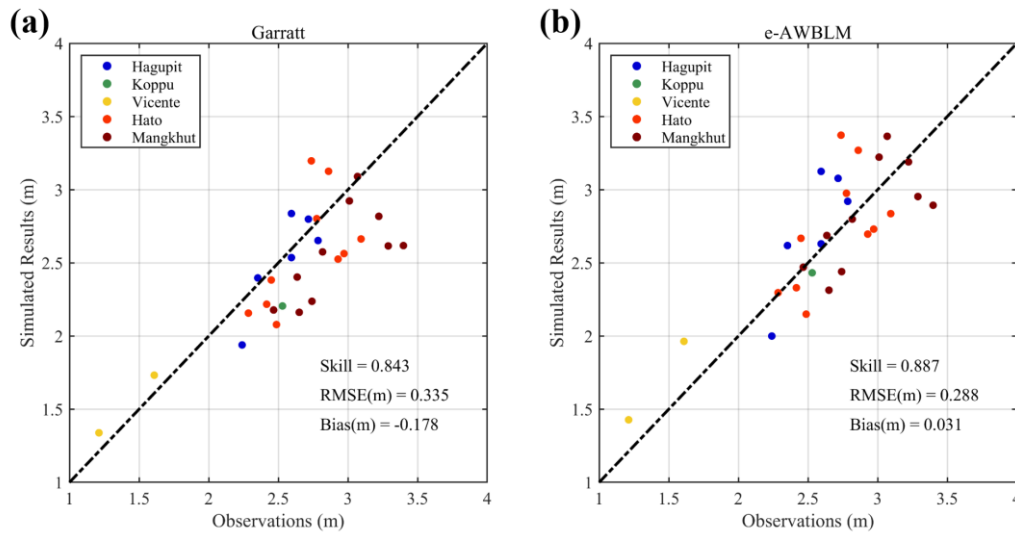 (a)
Garratt
Hagupit
Koppu
Vicente
Hato
Mangkhut
Simulated Results (m)
4
3.5
3
2.5
2
1.5
1
Skill = 0.843
RMSE(m) = 0.335
Bias(m) = -0.178
1 1.5 2 2.5 3 3.5 4
Observations (m)
(b)
e-AWBLM
Hagupit
Koppu
Vicente
Hato
Mangkhut
Simulated Results (m)
4
3.5
3
2.5
2
1.5
1
Skill = 0.887
RMSE(m) = 0.288
Bias(m) = 0.031
1 1.5 2 2.5 3 3.5 4
Observations (m)